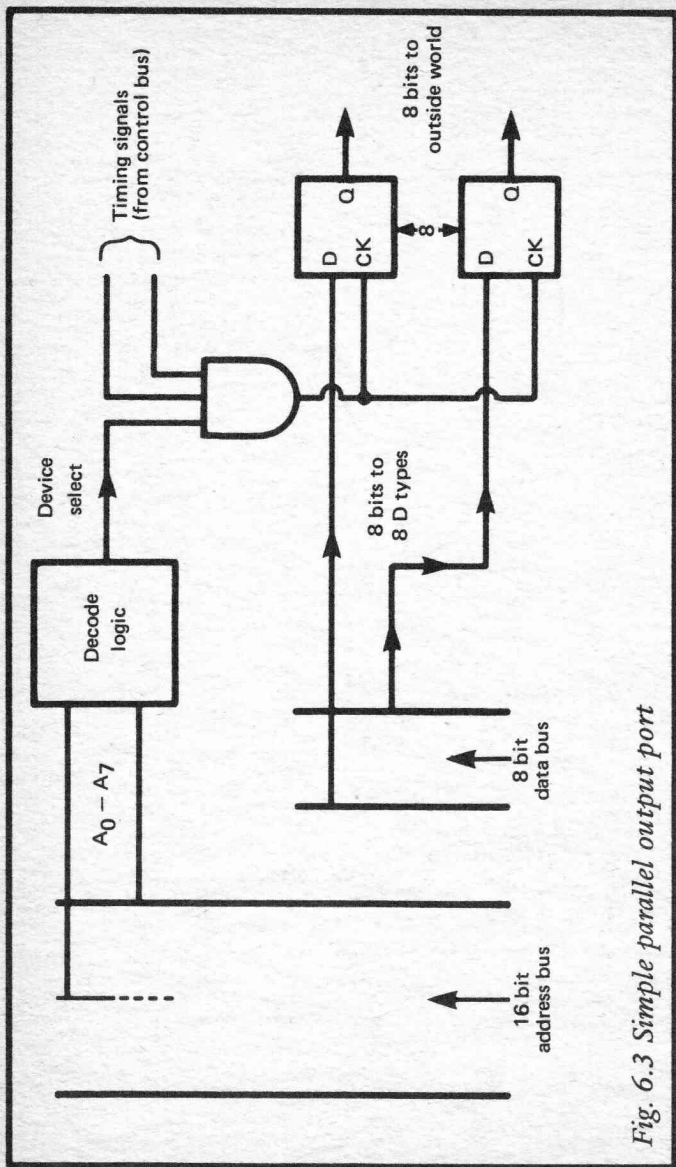 Timing signals
(from control bus)
Device
select
Decode
logic
A0 – A7
8 bits to
outside world
D
Q
CK
8
D
Q
CK
8 bits to
8 D types
8 bit
data bus
16 bit
address bus
Fig. 6.3 Simple parallel output port